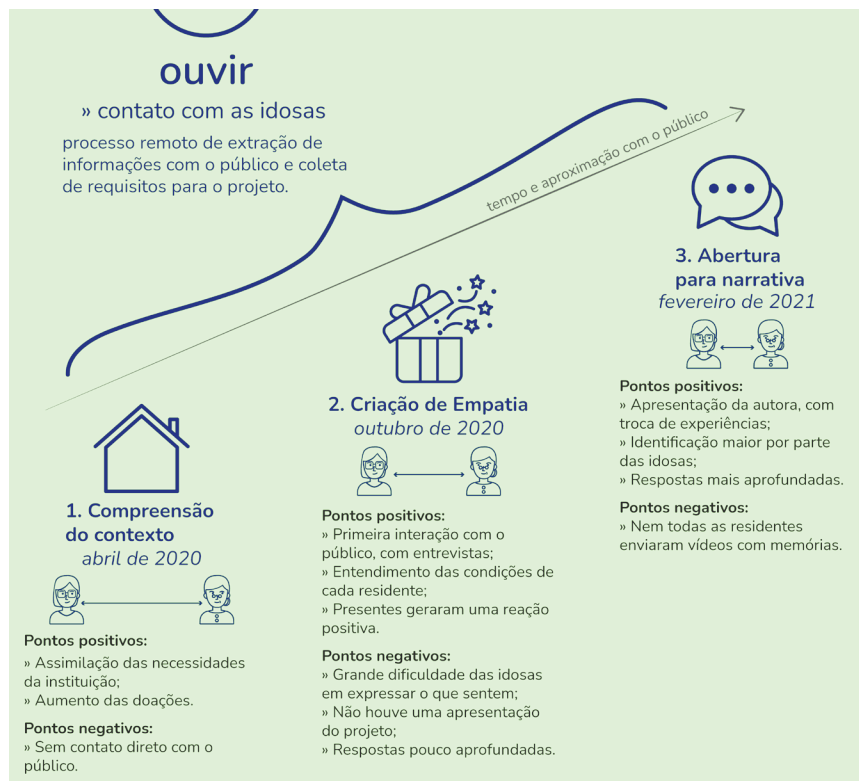 ouvir
» contato com as idosas
processo remoto de extração de
informações com o público e coleta
de requisitos para o projeto.
tempo e aproximação com o público
1. Compreensão
do contexto
abril de 2020
Pontos positivos:
» Assimilação das necessidades
da instituição;
» Aumento das doações.
Pontos negativos:
» Sem contato direto com o
público.
2. Criação de Empatia
outubro de 2020
Pontos positivos:
» Primeira interação com o
público, com entrevistas;
» Entendimento das condições de
cada residente;
» Presentes geraram uma reação
positiva.
Pontos negativos:
» Grande dificuldade das idosas
em expressar o que sentem;
» Não houve uma apresentação
do projeto;
» Respostas pouco aprofundadas.
3. Abertura
para narrativa
fevereiro de 2021
Pontos positivos:
» Apresentação da autora, com
troca de experiências;
» Identificação maior por parte
das idosas;
» Respostas mais aprofundadas.
Pontos negativos:
» Nem todas as residentes
enviaram vídeos com memórias.